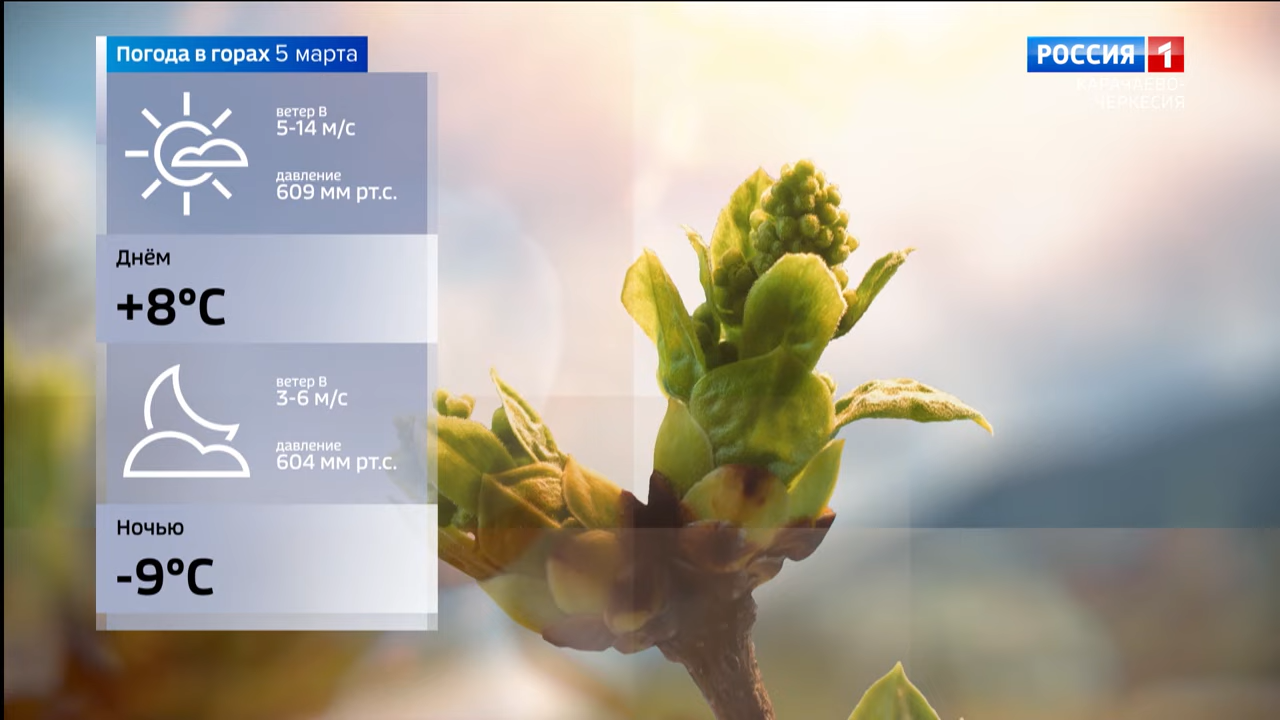 Погода в горах 5 марта
РОССИЯ 1
КАРАЧАЕВО-
ЧЕРКЕСИЯ
ветер В
5-14 м/с
давление
609 мм рт.с.
Днём
+8°C
ветер В
3-6 м/с
давление
604 мм рт.с.
Ночью
-9°C